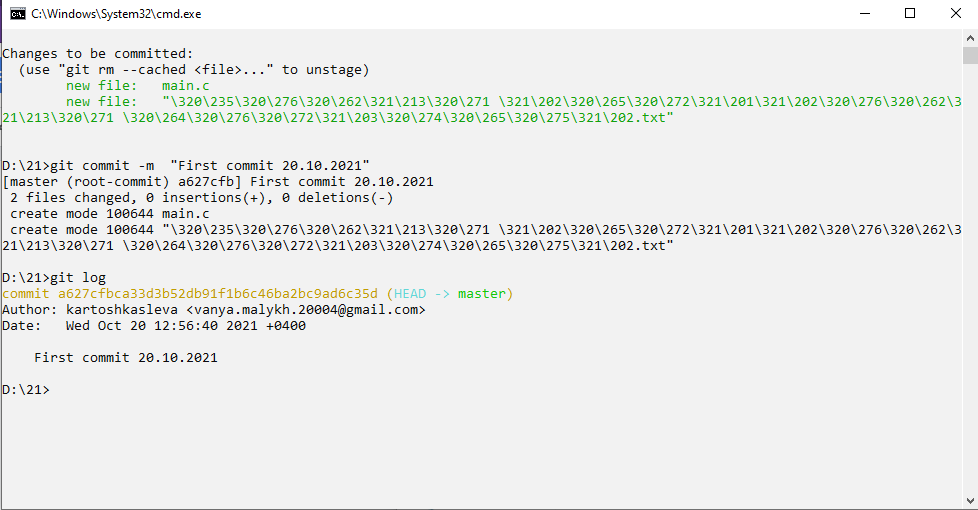 C:\Windows\System32\cmd.exe
Changes to be committed:
  (use "git rm --cached <file>..." to unstage)
        new file:   main.c
        new file:   "\320\235\320\276\320\262\321\213\320\271 \321\202\320\265\320\272\321\201\321\202\320\276\320\262\3
21\213\320\271 \320\264\320\276\320\272\321\203\320\274\320\265\320\275\321\202.txt"
D:\21>git commit -m  "First commit 20.10.2021"
[master (root-commit) a627cfb] First commit 20.10.2021
 2 files changed, 0 insertions(+), 0 deletions(-)
 create mode 100644 main.c
 create mode 100644 "\320\235\320\276\320\262\321\213\320\271 \321\202\320\265\320\272\321\201\321\202\320\276\320\262\3
21\213\320\271 \320\264\320\276\320\272\321\203\320\274\320\265\320\275\321\202.txt"
D:\21>git log
commit a627cfbca33d3b52db91f1b6c46ba2bc9ad6c35d (HEAD -> master)
Author: kartoshkasleva <vanya.malykh.20004@gmail.com>
Date:   Wed Oct 20 12:56:40 2021 +0400
    First commit 20.10.2021
D:\21>